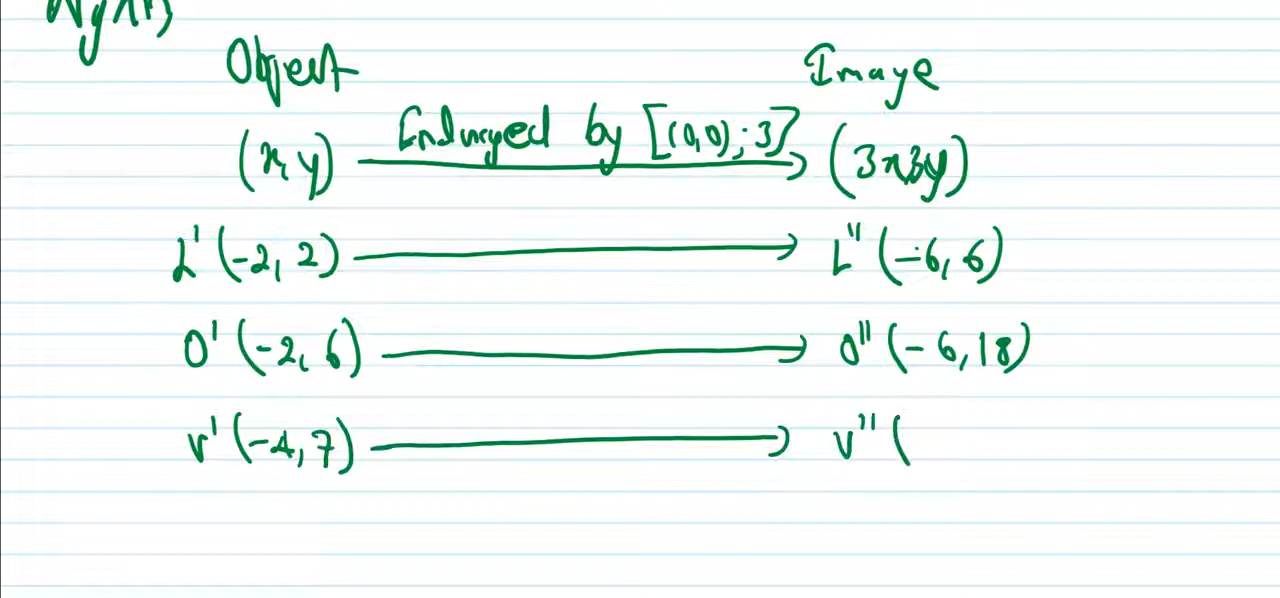 Object Image
(x, y) Enlarged by [(0,0); 3] (3x, 3y)
L' (-2, 2) L'' (-6, 6)
O' (-2, 6) O'' (-6, 18)
V' (-4, 7) V'' (